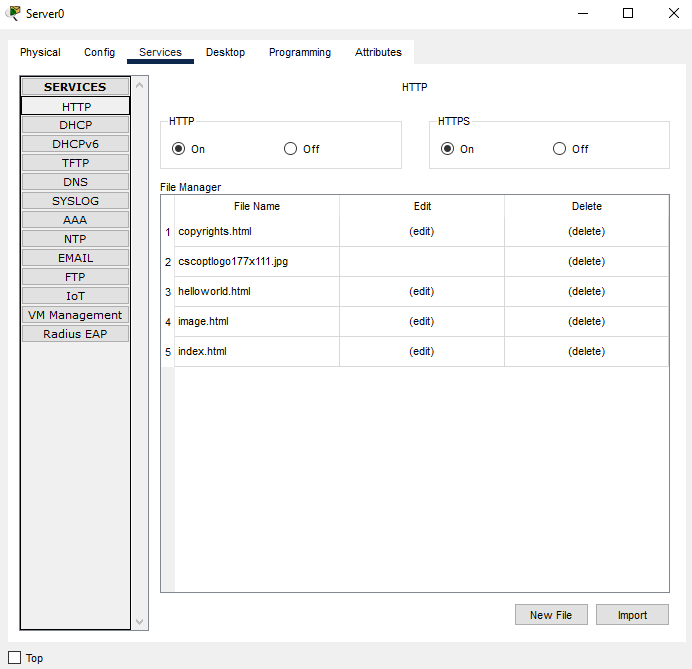 Server0
Physical Config Services Desktop Programming Attributes
SERVICES
HTTP
DHCP
DHCPv6
TFTP
DNS
SYSLOG
AAA
NTP
EMAIL
FTP
IoT
VM Management
Radius EAP
HTTP
HTTP
On Off
HTTPS
On Off
File Manager
File Name Edit Delete
1 copyrights.html (edit) (delete)
2 cscoptlogo177x111.jpg (delete)
3 helloworld.html (edit) (delete)
4 image.html (edit) (delete)
5 index.html (edit) (delete)
New File Import
Top